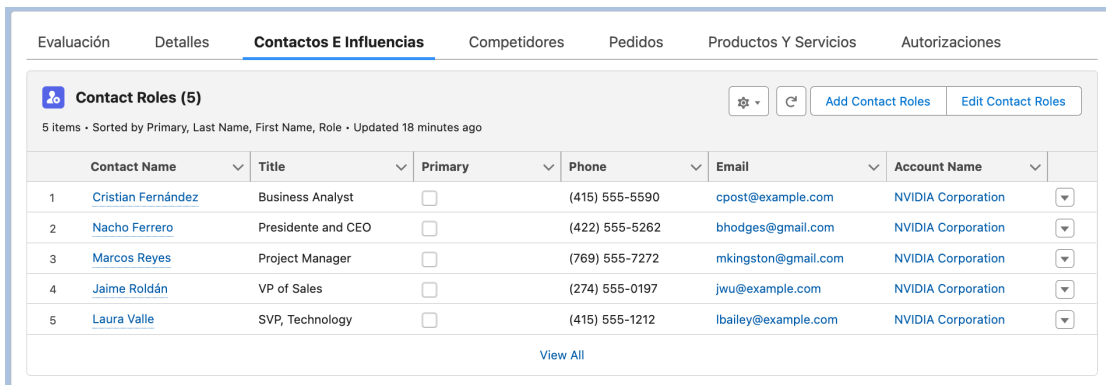 Evaluación Detalles Contactos E Influencias Competidores Pedidos Productos Y Servicios Autorizaciones
Contact Roles (5)
Add Contact Roles Edit Contact Roles
5 items • Sorted by Primary, Last Name, First Name, Role • Updated 18 minutes ago
Contact Name Title Primary Phone Email Account Name
1 Cristian Fernández Business Analyst (415) 555-5590 cpost@example.com NVIDIA Corporation
2 Nacho Ferrero Presidente and CEO (422) 555-5262 bhodges@gmail.com NVIDIA Corporation
3 Marcos Reyes Project Manager (769) 555-7272 mkingston@gmail.com NVIDIA Corporation
4 Jaime Roldán VP of Sales (274) 555-0197 jwu@example.com NVIDIA Corporation
5 Laura Valle SVP, Technology (415) 555-1212 lbailey@example.com NVIDIA Corporation
View All